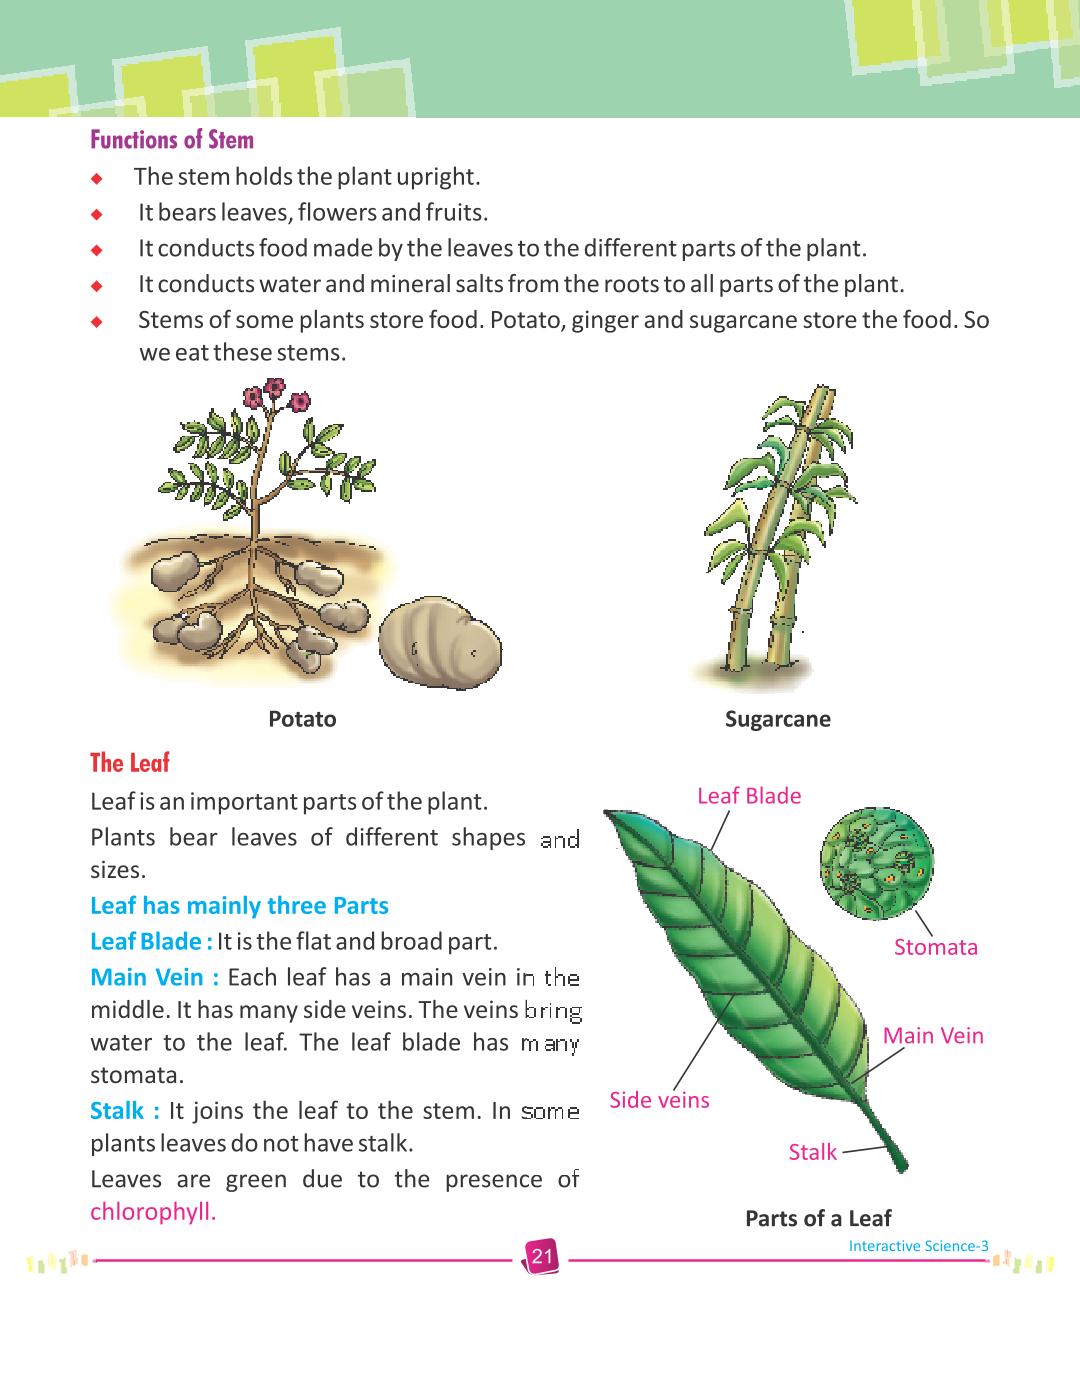 Functions of Stem
◆ The stem holds the plant upright.
◆ It bears leaves, flowers and fruits.
◆ It conducts food made by the leaves to the different parts of the plant.
◆ It conducts water and mineral salts from the roots to all parts of the plant.
◆ Stems of some plants store food. Potato, ginger and sugarcane store the food. So
we eat these stems.
Potato
Sugarcane
The Leaf
Leaf is an important parts of the plant.
Plants bear leaves of different shapes and
sizes.
Leaf has mainly three Parts
Leaf Blade : It is the flat and broad part.
Main Vein : Each leaf has a main vein in the
middle. It has many side veins. The veins bring
water to the leaf. The leaf blade has many
stomata.
Stalk : It joins the leaf to the stem. In some
plants leaves do not have stalk.
Leaves are green due to the presence of
chlorophyll.
Leaf Blade
Stomata
Main Vein
Side veins
Stalk
Parts of a Leaf
Interactive Science-3
21